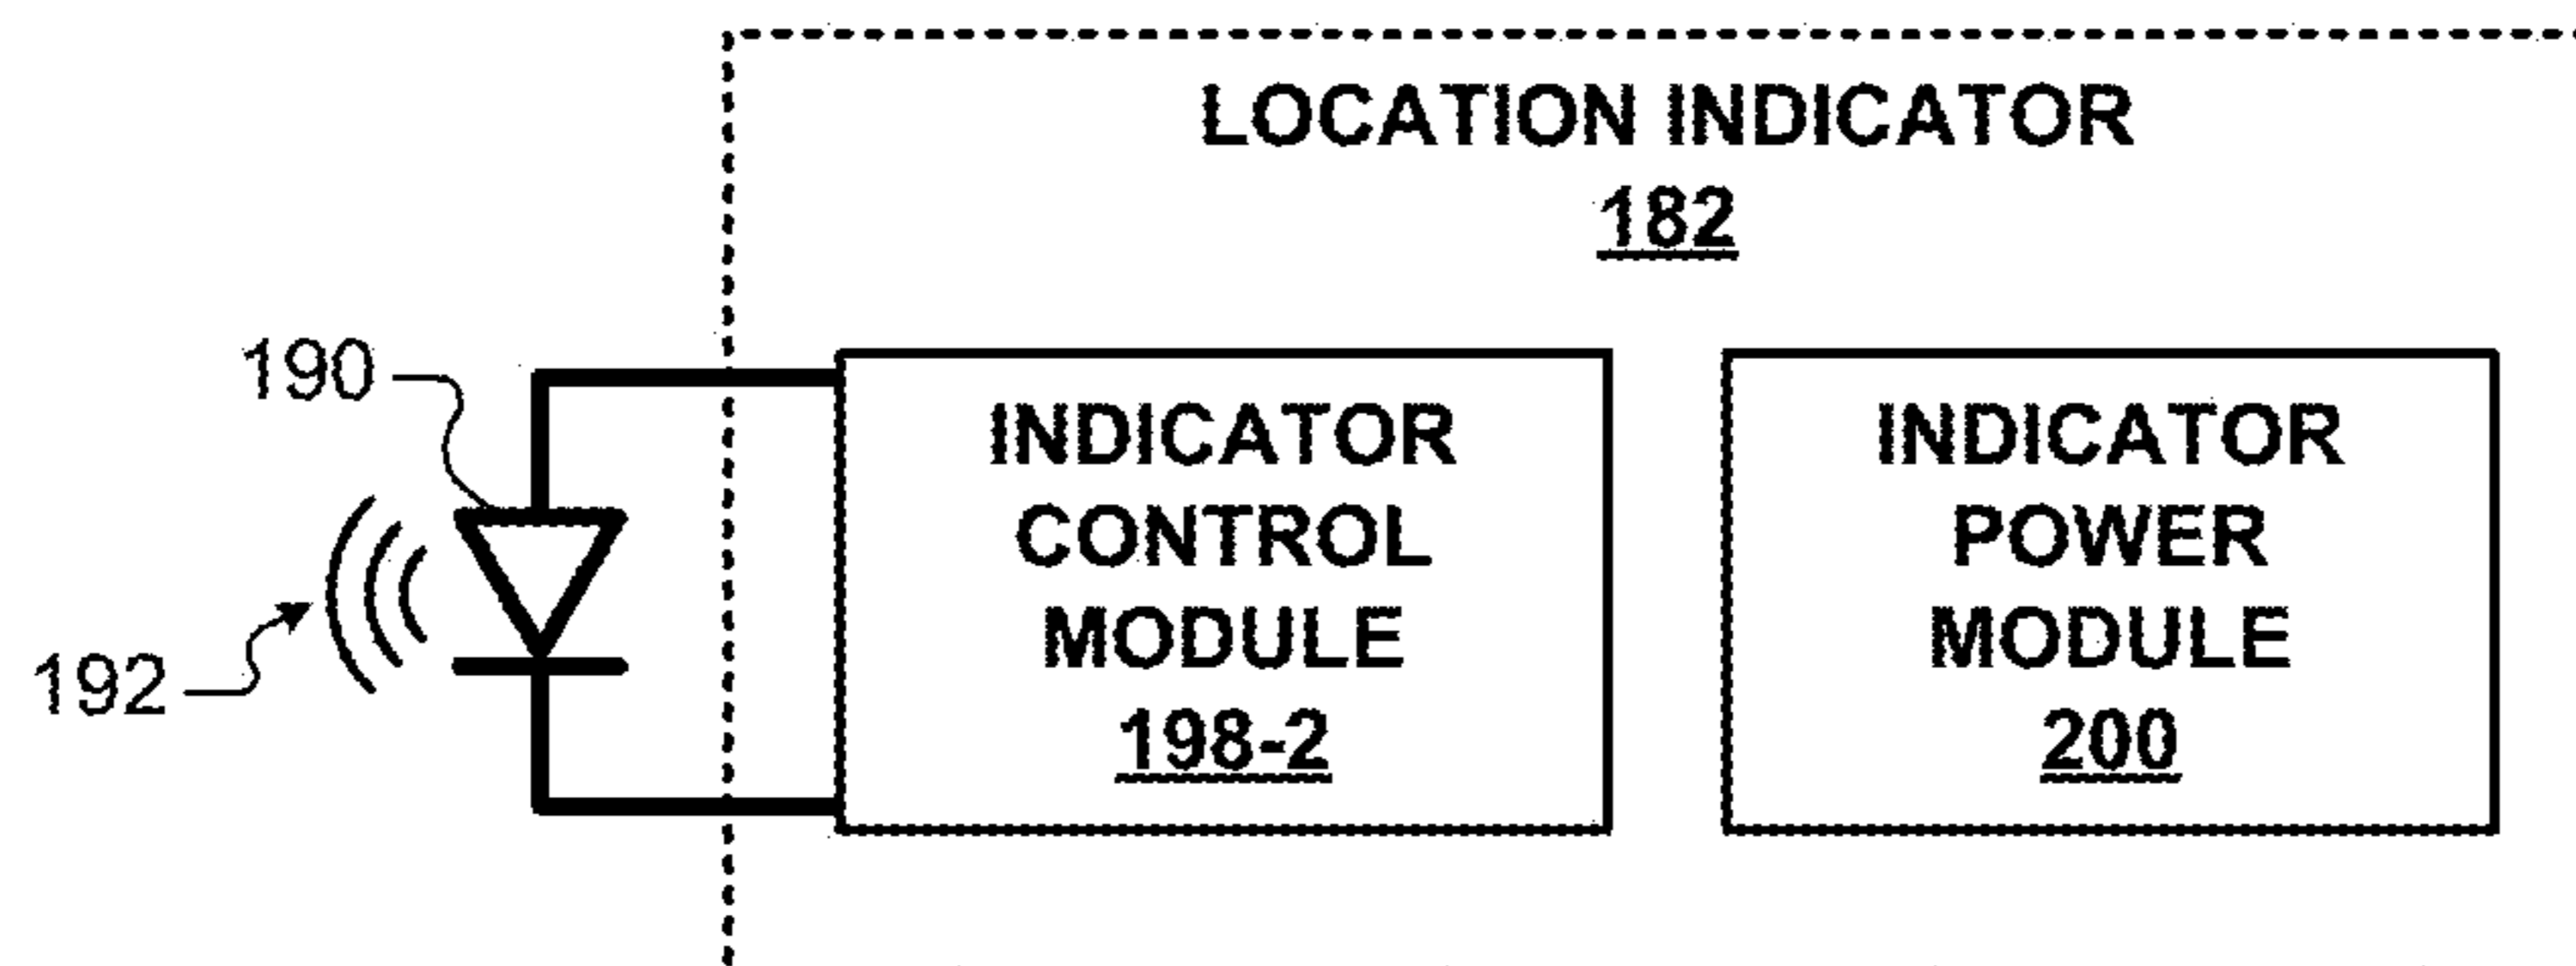 LOCATION INDICATOR
182
190
192
INDICATOR
CONTROL
MODULE
198-2
INDICATOR
POWER
MODULE
200